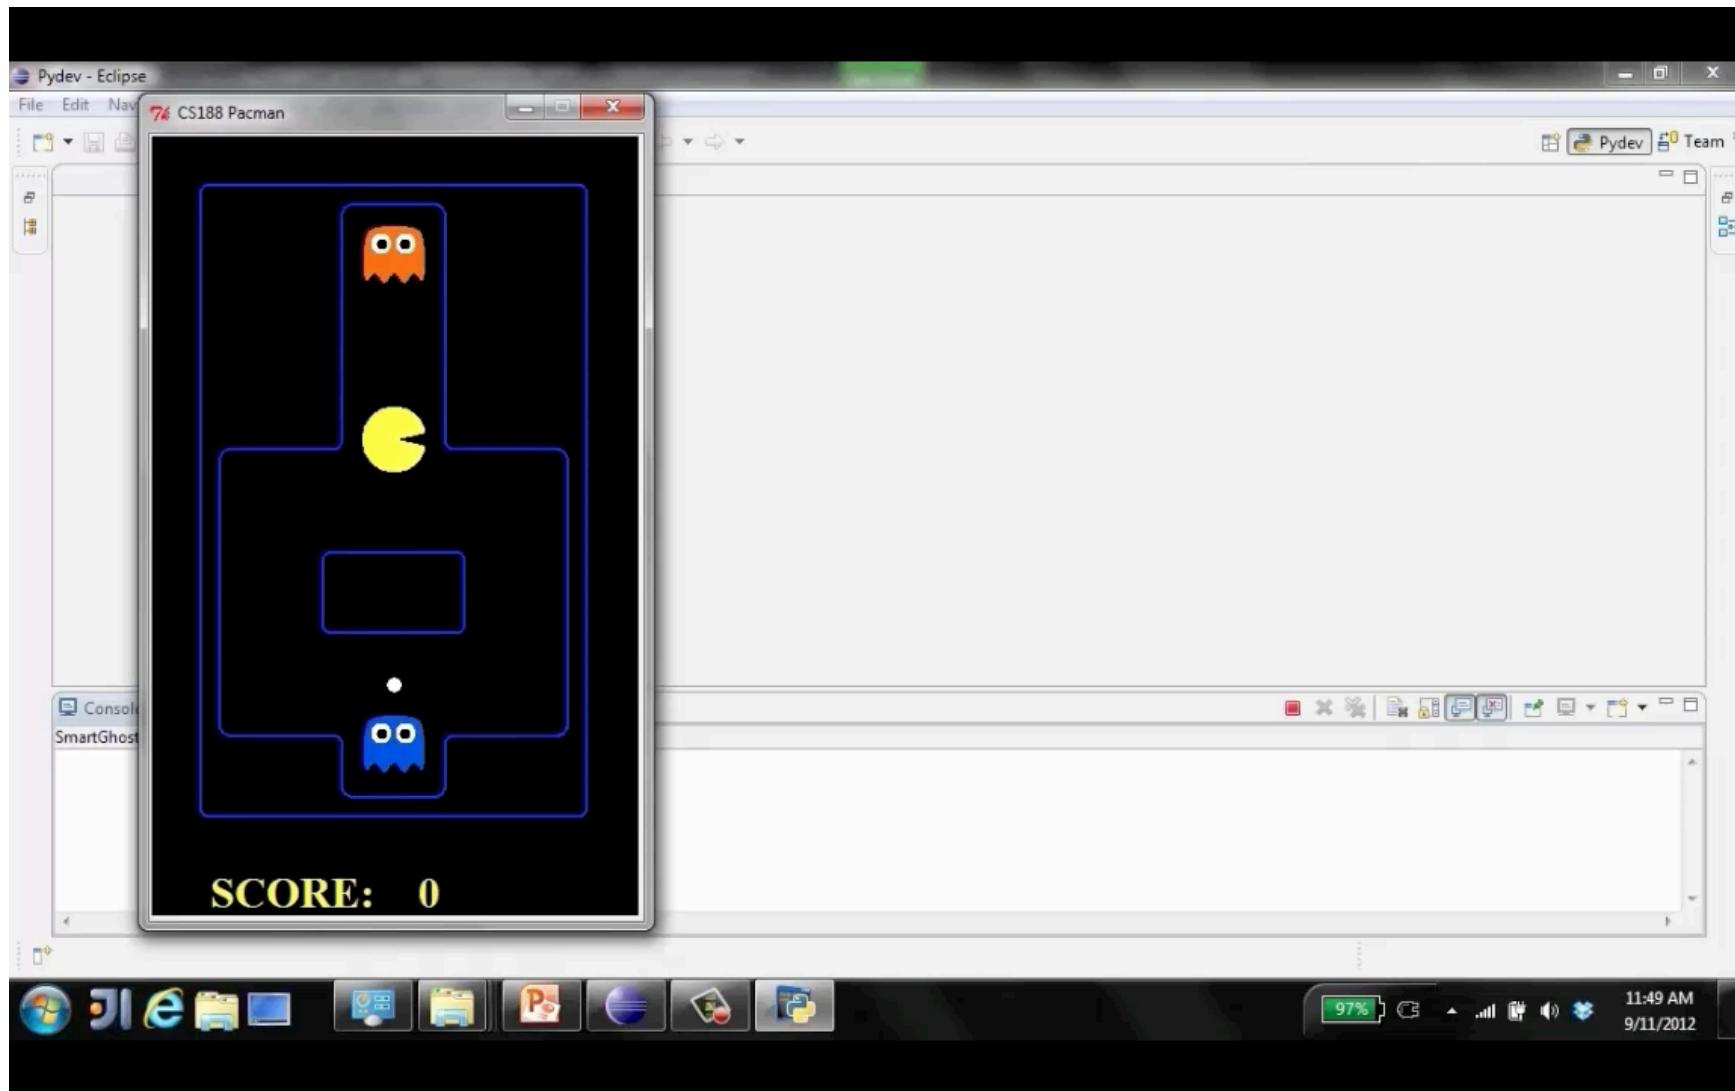 Pydev - Eclipse
File Edit Nav
CS188 Pacman
Pydev
Team
Consol
SmartGhost
SCORE: 0
97%
11:49 AM
9/11/2012